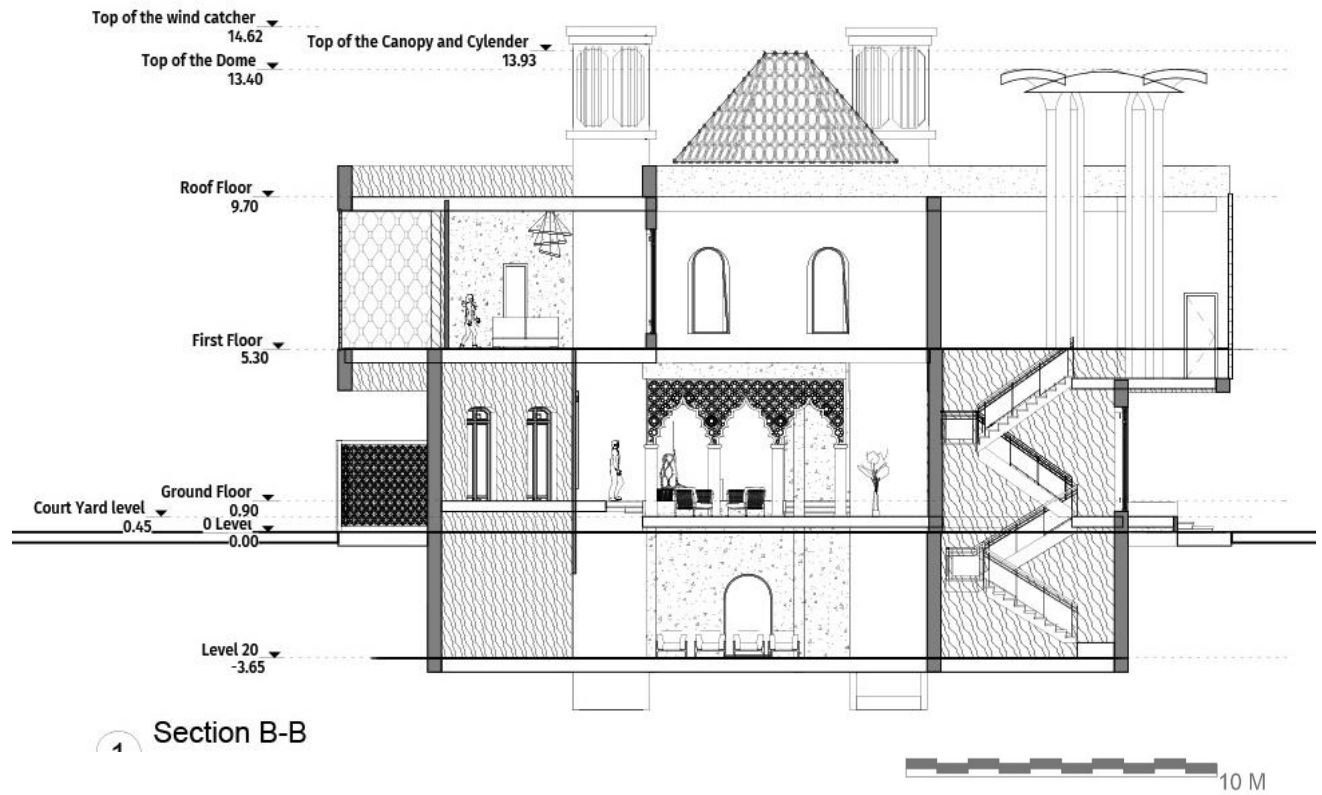 Top of the wind catcher
14.62
Top of the Canopy and Cylender
13.93
Top of the Dome
13.40
Roof Floor
9.70
First Floor
5.30
Ground Floor
0.90
Court Yard level
0.45
0 Level
0.00
Level 20
-3.65
1
Section B-B
10 M